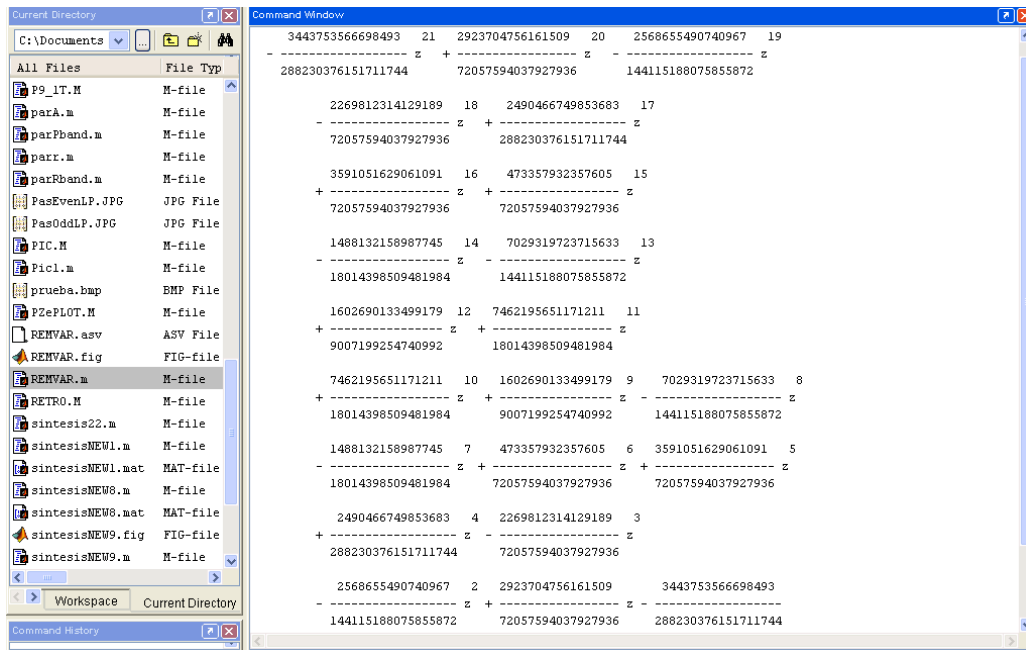 Current Directory
C:\Documents
...
All Files File Typ
P9_1T.M M-file
parA.m M-file
parPband.m M-file
parr.m M-file
parRband.m M-file
PasEvenLP.JPG JPG File
PasOddLP.JPG JPG File
PIC.M M-file
Pic1.m M-file
prueba.bmp BMP File
PZePLOT.M M-file
REMVAR.asv ASV File
REMVAR.fig FIG-file
REMVAR.m M-file
RETRO.M M-file
sintesis22.m M-file
sintesisNEW1.m M-file
sintesisNEW1.mat MAT-file
sintesisNEW8.m M-file
sintesisNEW8.mat MAT-file
sintesisNEW9.fig FIG-file
sintesisNEW9.m M-file
Workspace Current Directory
Command History
Command Window
3443753566698493 21 2923704756161509 20 2568655490740967 19
- ------------------ z + ----------------- z - ------------------ z
288230376151711744 72057594037927936 144115188075855872
2269812314129189 18 2490466749853683 17
- ----------------- z + ------------------ z
72057594037927936 288230376151711744
3591051629061091 16 473357932357605 15
+ ----------------- z + ----------------- z
72057594037927936 72057594037927936
1488132158987745 14 7029319723715633 13
- ----------------- z - ------------------ z
18014398509481984 144115188075855872
1602690133499179 12 7462195651171211 11
+ ---------------- z + ----------------- z
9007199254740992 18014398509481984
7462195651171211 10 1602690133499179 9 7029319723715633 8
+ ----------------- z + ---------------- z - ------------------ z
18014398509481984 9007199254740992 144115188075855872
1488132158987745 7 473357932357605 6 3591051629061091 5
- ----------------- z + ----------------- z + ----------------- z
18014398509481984 72057594037927936 72057594037927936
2490466749853683 4 2269812314129189 3
+ ------------------ z - ----------------- z
288230376151711744 72057594037927936
2568655490740967 2 2923704756161509 3443753566698493
- ------------------ z + ----------------- z - ------------------
144115188075855872 72057594037927936 288230376151711744